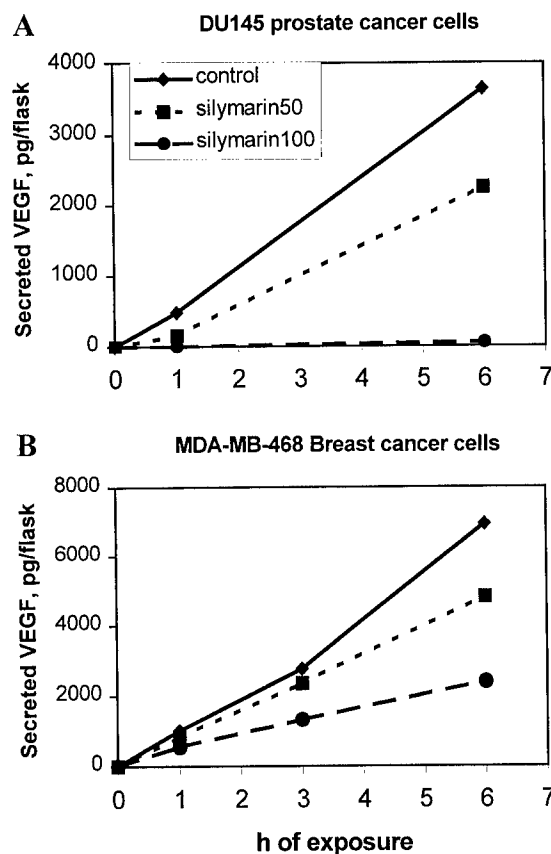 A
DU145 prostate cancer cells
Secreted VEGF, pg/flask
4000
3000
2000
1000
0
control
silymarin50
silymarin100
0 1 2 3 4 5 6 7
B
MDA-MB-468 Breast cancer cells
Secreted VEGF, pg/flask
8000
6000
4000
2000
0
0 1 2 3 4 5 6 7
h of exposure